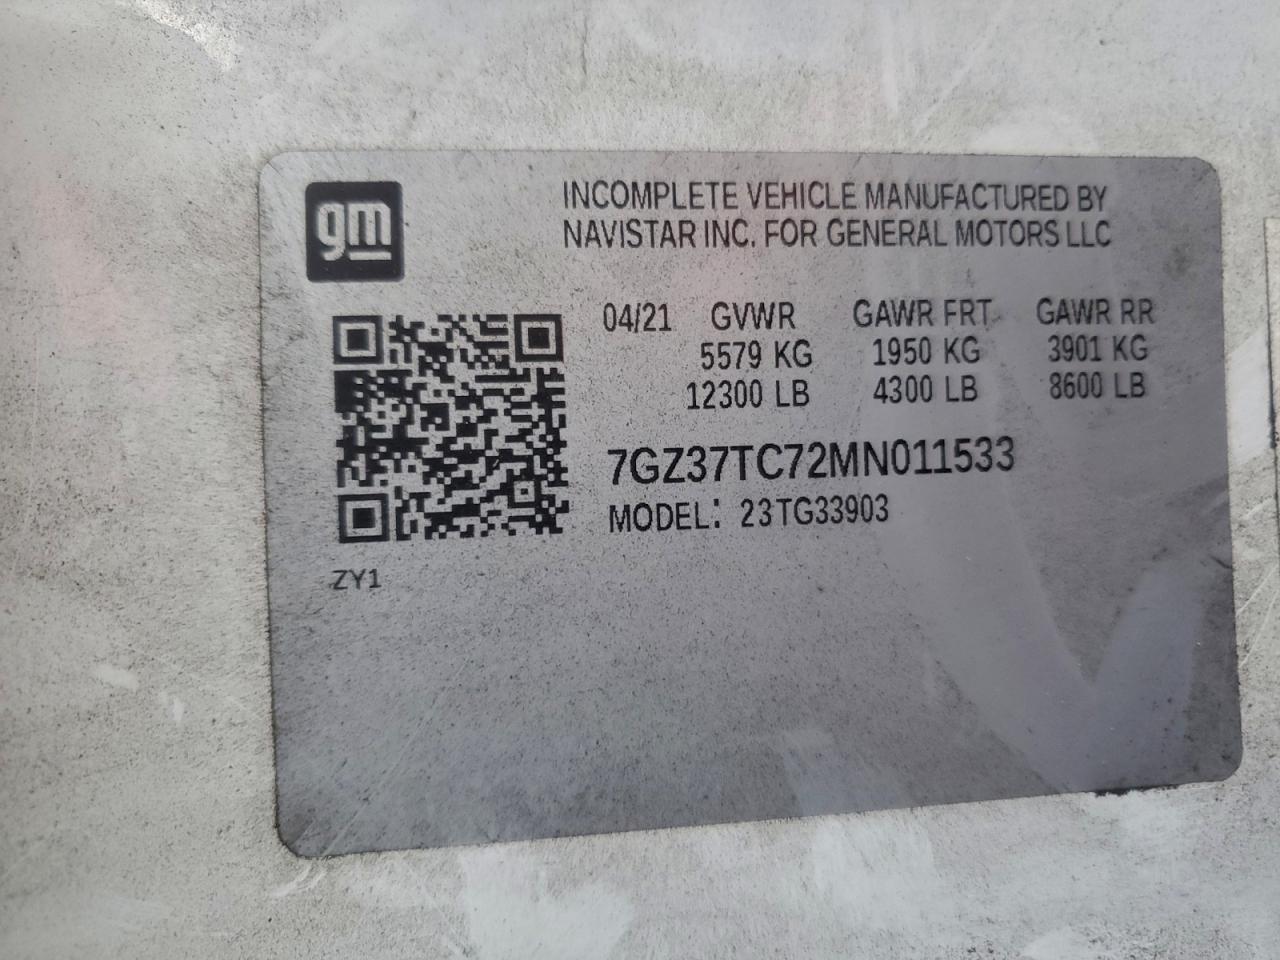 gm
INCOMPLETE VEHICLE MANUFACTURED BY
NAVISTAR INC. FOR GENERAL MOTORS LLC
04/21 GVWR GAWR FRT GAWR RR
5579 KG 1950 KG 3901 KG
12300 LB 4300 LB 8600 LB
7GZ37TC72MN011533
MODEL: 23TG33903
ZY1